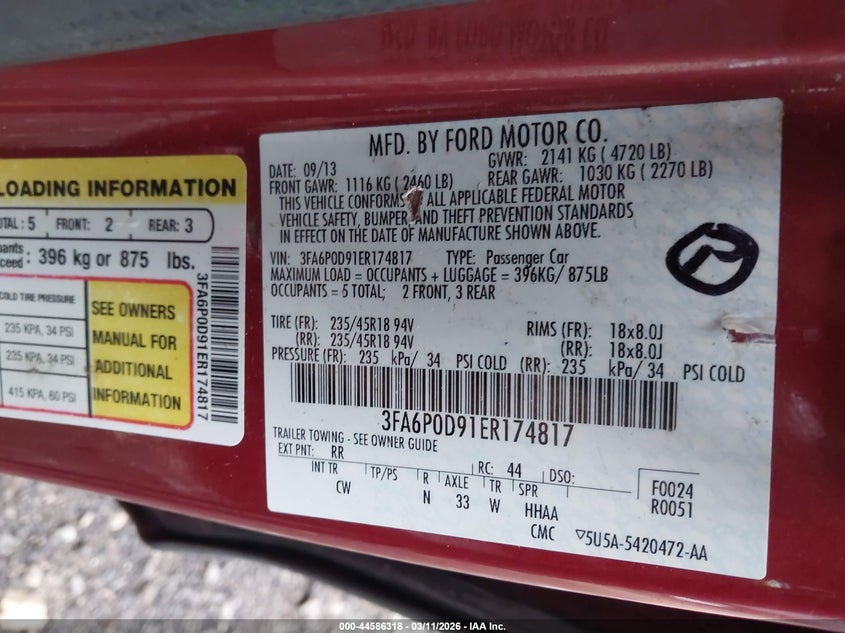 LOADING INFORMATION
TOTAL: 5 FRONT: 2 REAR: 3
396 kg or 875 lbs.
COLD TIRE PRESSURE
235 KPA, 34 PSI
235 KPA, 34 PSI
415 KPA, 60 PSI
SEE OWNERS
MANUAL FOR
ADDITIONAL
INFORMATION
3FA6P0D91ER174817
MFD. BY FORD MOTOR CO.
DATE: 09/13 GVWR: 2141 KG ( 4720 LB)
FRONT GAWR: 1116 KG ( 2460 LB) REAR GAWR: 1030 KG ( 2270 LB)
THIS VEHICLE CONFORMS ALL APPLICABLE FEDERAL MOTOR
VEHICLE SAFETY, BUMPER, AND THEFT PREVENTION STANDARDS
IN EFFECT ON THE DATE OF MANUFACTURE SHOWN ABOVE.
VIN: 3FA6P0D91ER174817 TYPE: Passenger Car
MAXIMUM LOAD = OCCUPANTS + LUGGAGE = 396KG/ 875LB
OCCUPANTS = 5 TOTAL; 2 FRONT, 3 REAR
P
TIRE (FR): 235/45R18 94V RIMS (FR): 18x8.0J
(RR): 235/45R18 94V (RR): 18x8.0J
PRESSURE (FR): 235 kPa/ 34 PSI COLD (RR): 235 kPa/ 34 PSI COLD
3FA6P0D91ER174817
TRAILER TOWING - SEE OWNER GUIDE
EXT PNT: RR RC: 44 DSO:
INT TR TP/PS R AXLE TR SPR
CW N 33 W HHAA
CMC
F0024
R0051
▽5U5A-5420472-AA
000-44586318 - 03/11/2026 - IAA Inc.